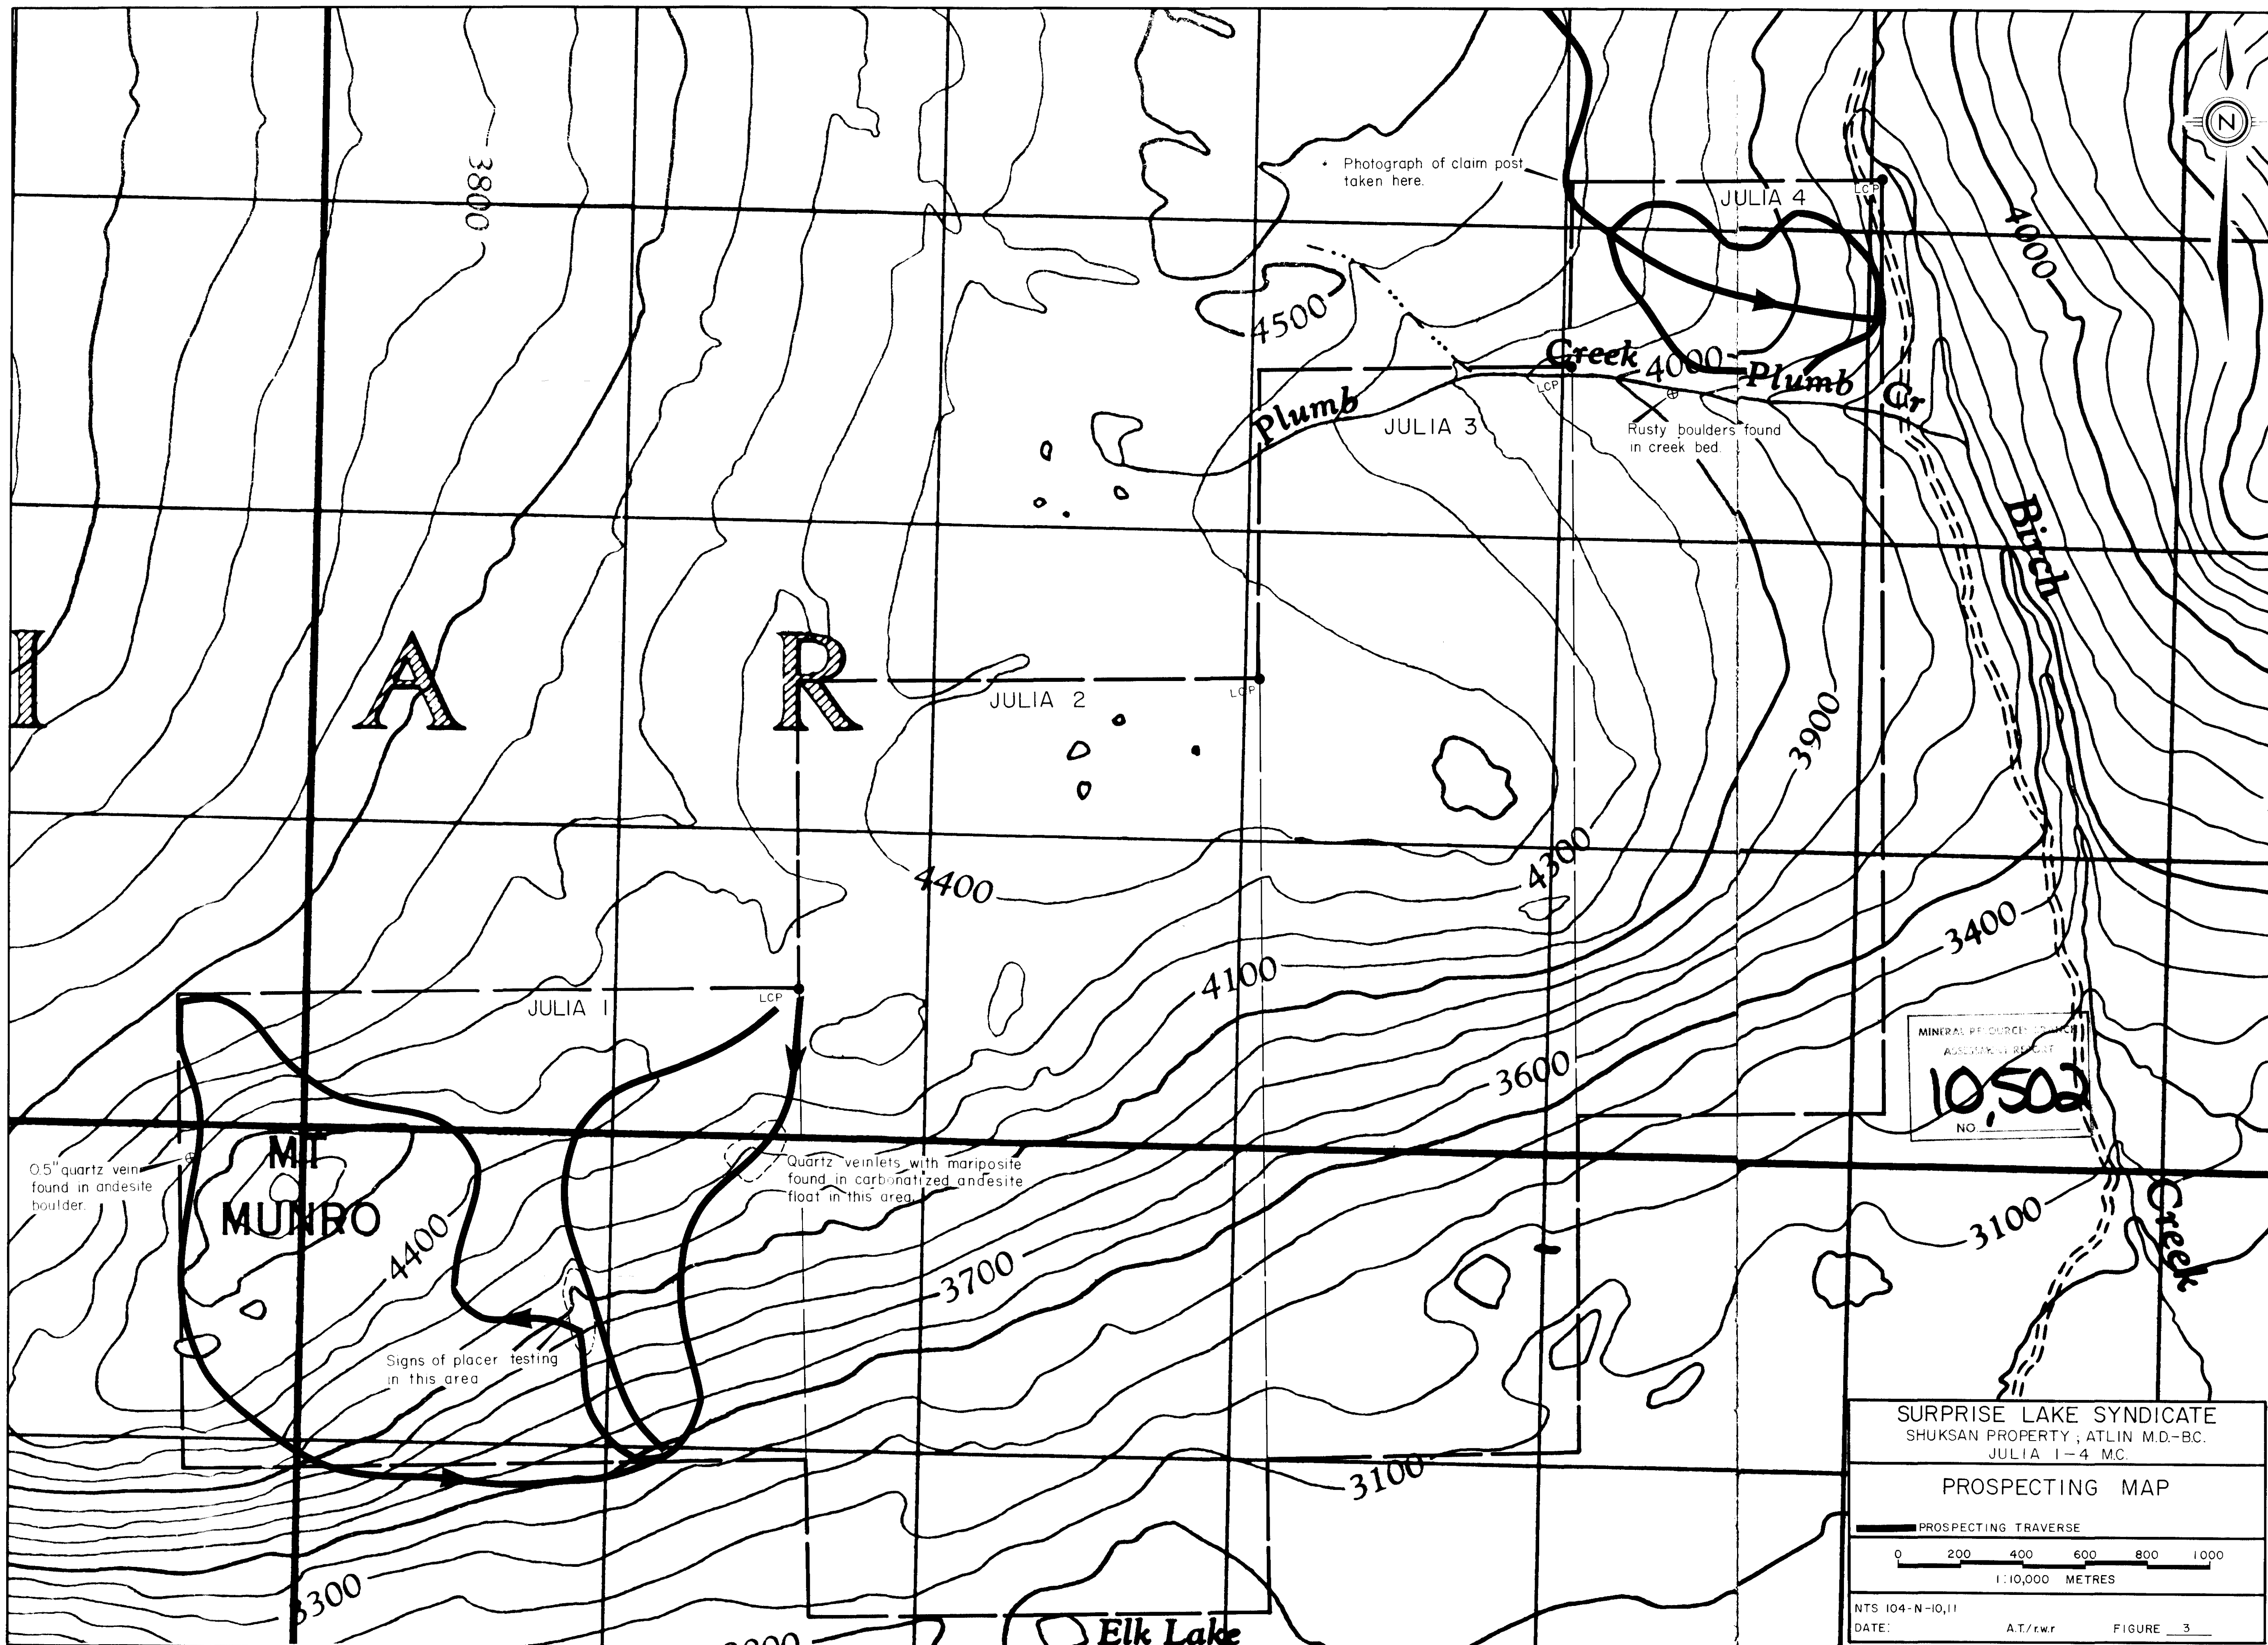 N
3800
Photograph of claim post
taken here.
JULIA 4
LCP
4000
4500
Creek
4000
Plumb
Cr
LCP
Plumb
JULIA 3
Rusty boulders found
in creek bed.
Birch
I A R
JULIA 2
LCP
3900
4300
4400
3400
4100
JULIA 1
LCP
3600
MINERAL RESOURCES BRANCH
ASSESSMENT REPORT
10,502
NO.
MT
MUNRO
0.5" quartz vein
found in andesite
boulder.
Quartz veinlets with mariposite
found in carbonatized andesite
float in this area.
4400
3700
3100
Creek
Signs of placer testing
in this area
3100
3300
Elk Lake
SURPRISE LAKE SYNDICATE
SHUKSAN PROPERTY ; ATLIN M.D.-B.C.
JULIA 1-4 M.C.
PROSPECTING MAP
PROSPECTING TRAVERSE
0 200 400 600 800 1000
1:10,000 METRES
NTS 104-N-10,11
DATE: A.T./r.w.r FIGURE 3